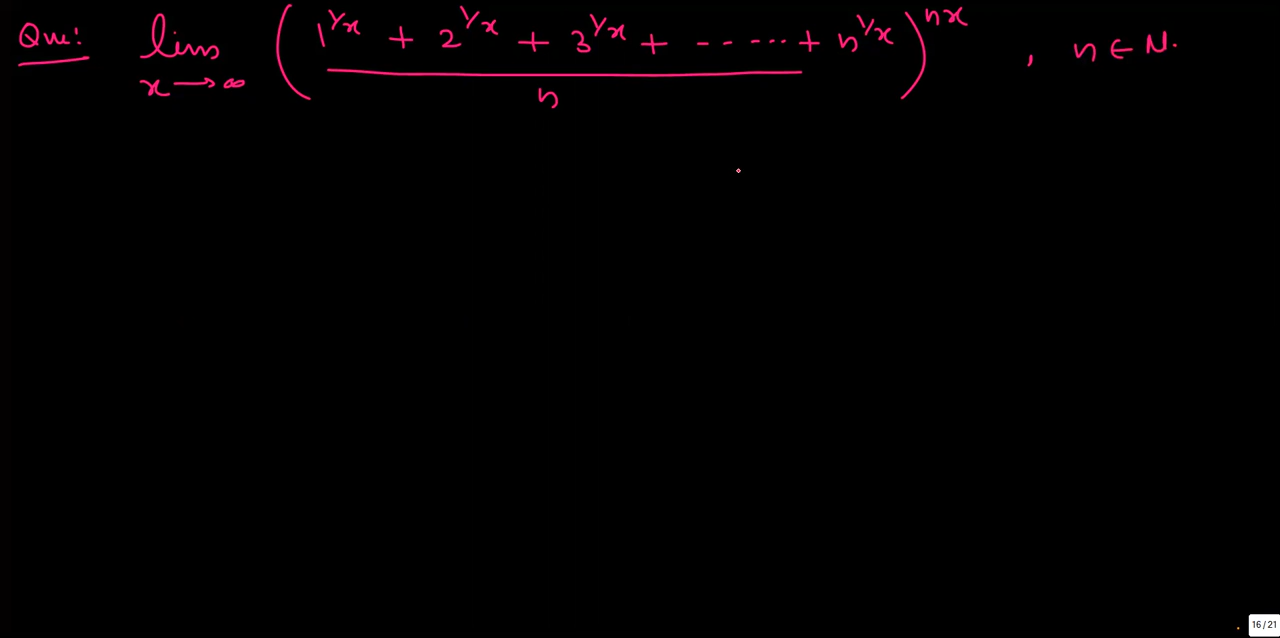 Que: lim x→∞ ( (1^{1/x} + 2^{1/x} + 3^{1/x} + ------ + n^{1/x}) / n )^{nx} , n ∈ N.
16 / 21